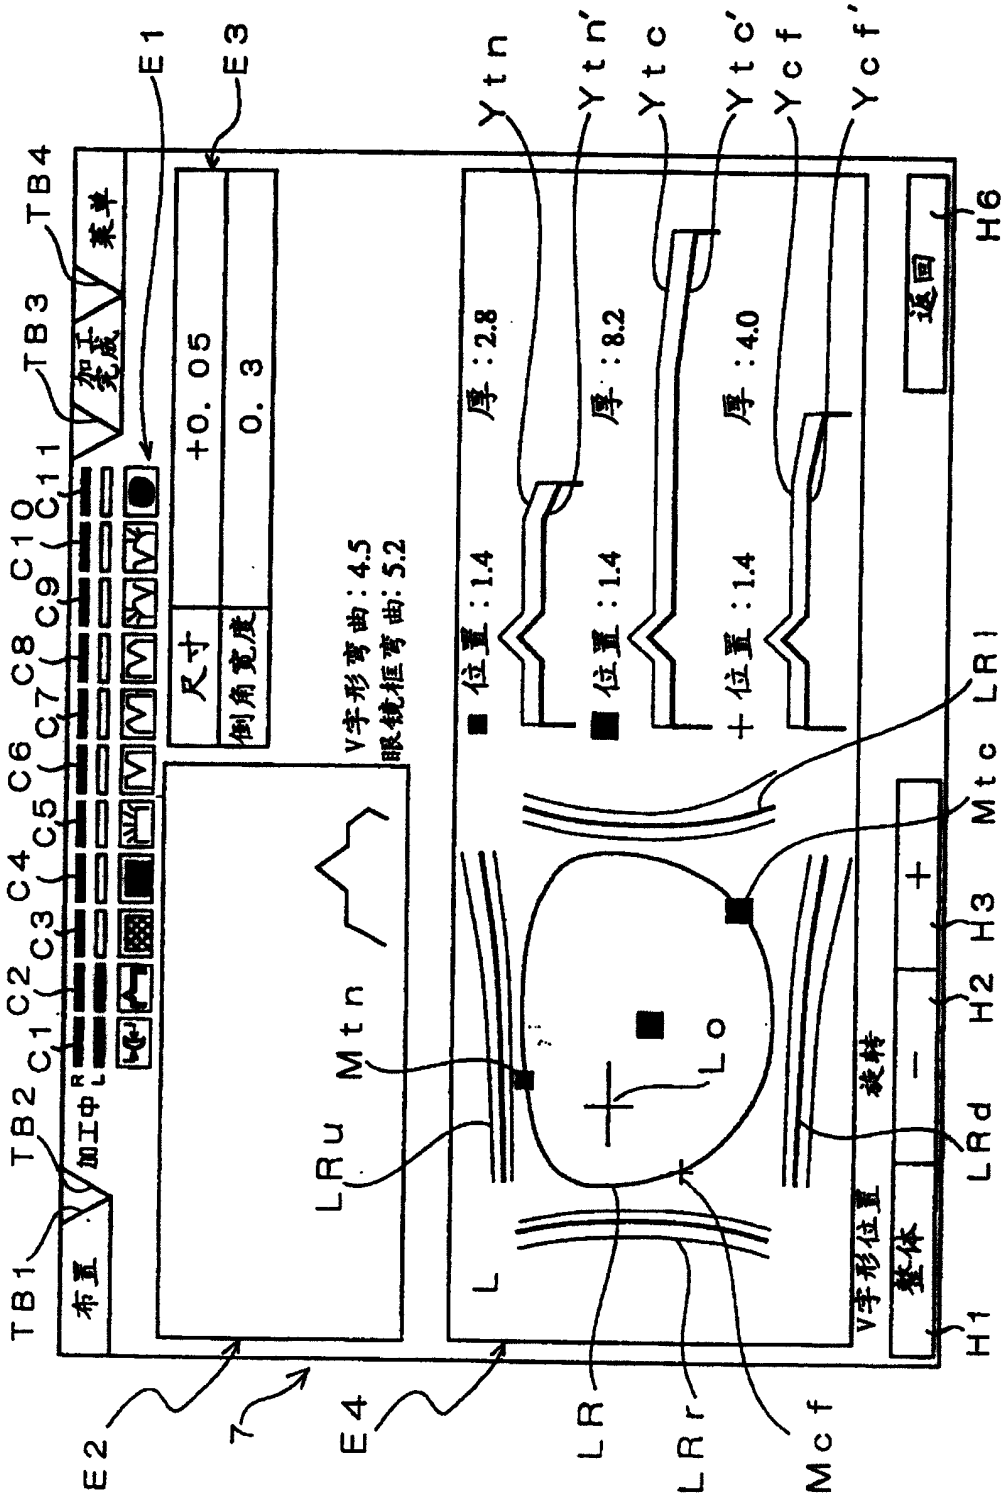 C1 C2 C3 C4 C5 C6 C7 C8 C9 C10 C11
TB1 TB2 TB3 TB4
布置 加工中 R L 加工完成 菜单
E1
E2
E3
尺寸 +0.05
倒角宽度 0.3
7
V字形弯曲:4.5
眼镜框弯曲:5.2
E4
L
LRu
Mtn
■位置:1.4 厚:2.8
Ytn
Ytn'
■位置:1.4 厚:8.2
Ytc
Ytc'
+位置:1.4 厚:4.0
Ycf
Ycf'
Lo
LR
LRr
Mcf
LRd
Mtc
LRl
V字形位置 旋转
整体 － ＋ 返回
H1 H2 H3 H6